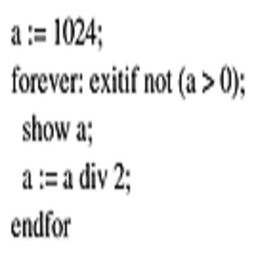 a := 1024;
forever: exitif not (a > 0);
show a;
a := a div 2;
endfor